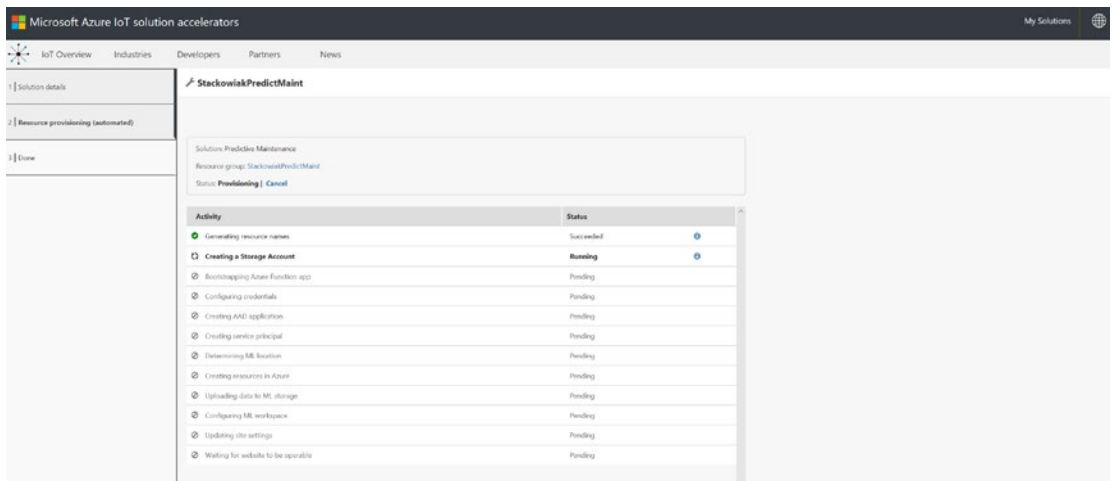 Microsoft Azure IoT solution accelerators
My Solutions
IoT Overview Industries Developers Partners News
1 Solution details
StackowiakPredictMaint
2 Resource provisioning (automated)
Solution: Predictive Maintenance
3 Done
Resource group: StackowiakPredictMaint
Status: Provisioning | Cancel
Activity Status
Generating resource names Succeeded
Creating a Storage Account Running
Bootstrapping Azure Function app Pending
Configuring credentials Pending
Creating AAD application Pending
Creating service principal Pending
Determining ML location Pending
Creating resources in Azure Pending
Uploading data to ML storage Pending
Configuring ML workspace Pending
Updating site settings Pending
Waiting for website to be operable Pending